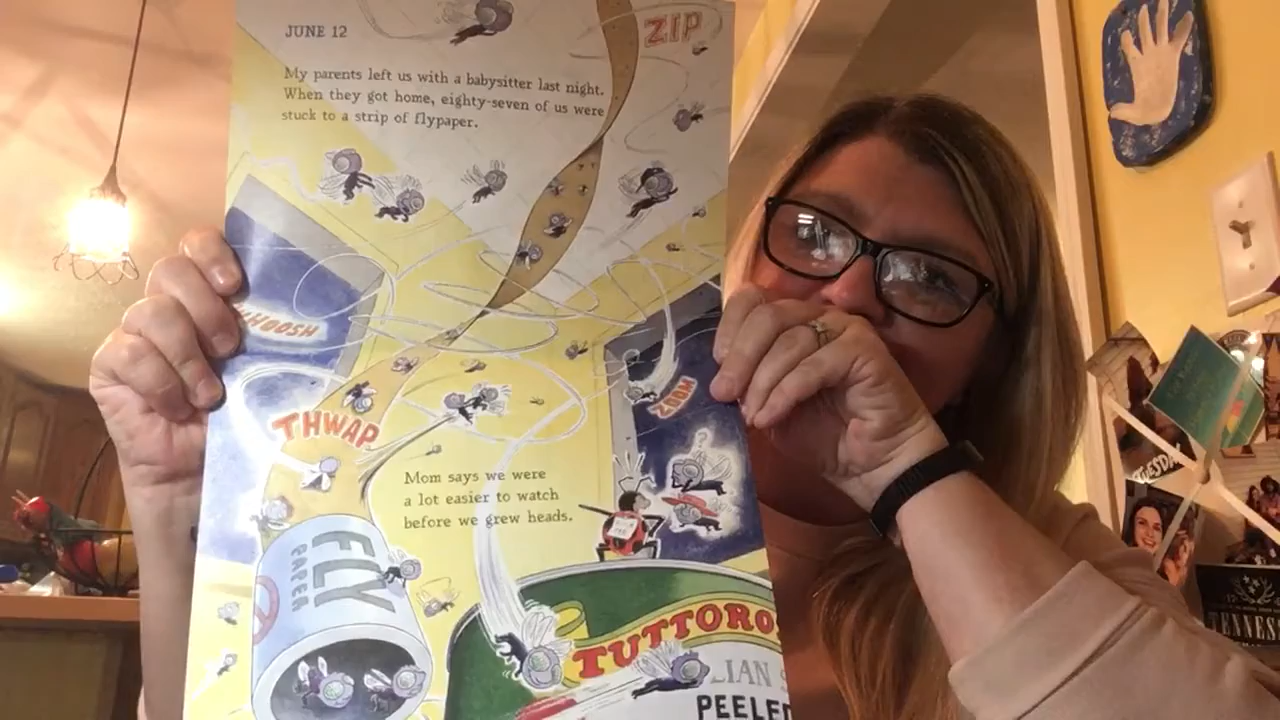 JUNE 12
ZIP
My parents left us with a babysitter last night.
When they got home, eighty-seven of us were
stuck to a strip of flypaper.
WHOOSH
ZOOM
THWAP
Mom says we were
a lot easier to watch
before we grew heads.
FLY
PAPER
?
TUTTOROS
LIAN
PEELED
TUESDAY
TENNESS